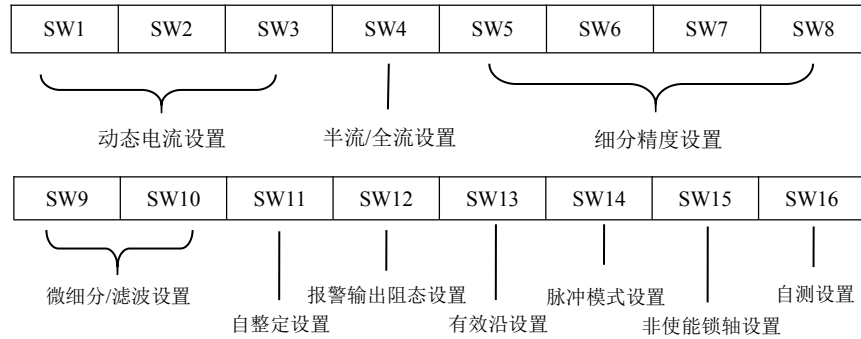 SW1 SW2 SW3 SW4 SW5 SW6 SW7 SW8
动态电流设置 半流/全流设置 细分精度设置
SW9 SW10 SW11 SW12 SW13 SW14 SW15 SW16
微细分/滤波设置 报警输出阻态设置 脉冲模式设置 自测设置
自整定设置 有效沿设置 非使能锁轴设置